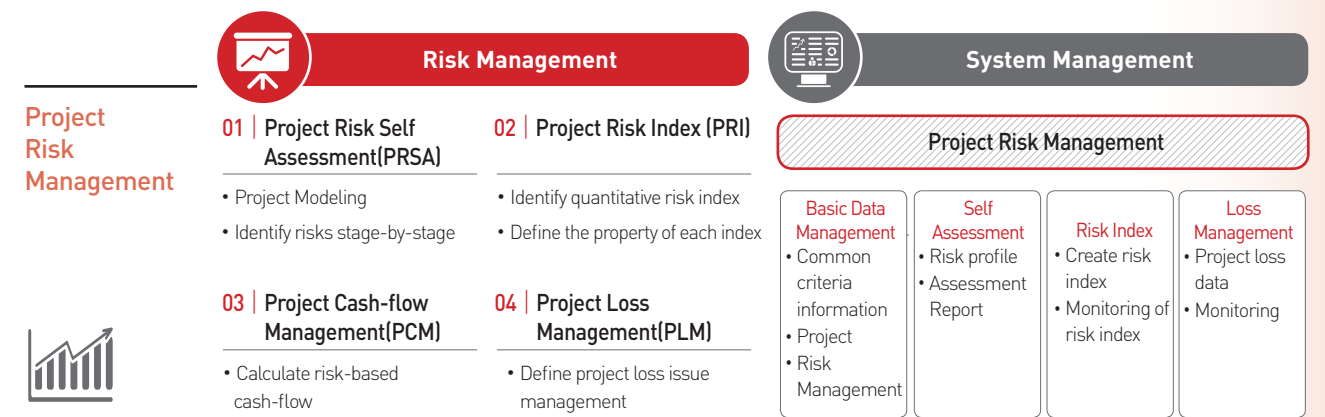 Project
Risk
Management
Risk Management
01 | Project Risk Self
Assessment(PRSA)
• Project Modeling
• Identify risks stage-by-stage
02 | Project Risk Index (PRI)
• Identify quantitative risk index
• Define the property of each index
03 | Project Cash-flow
Management(PCM)
• Calculate risk-based
cash-flow
04 | Project Loss
Management(PLM)
• Define project loss issue
management
System Management
Project Risk Management
Basic Data
Management
• Common
criteria
information
• Project
• Risk
Management
Self
Assessment
• Risk profile
• Assessment
Report
Risk Index
• Create risk
index
• Monitoring of
risk index
Loss
Management
• Project loss
data
• Monitoring